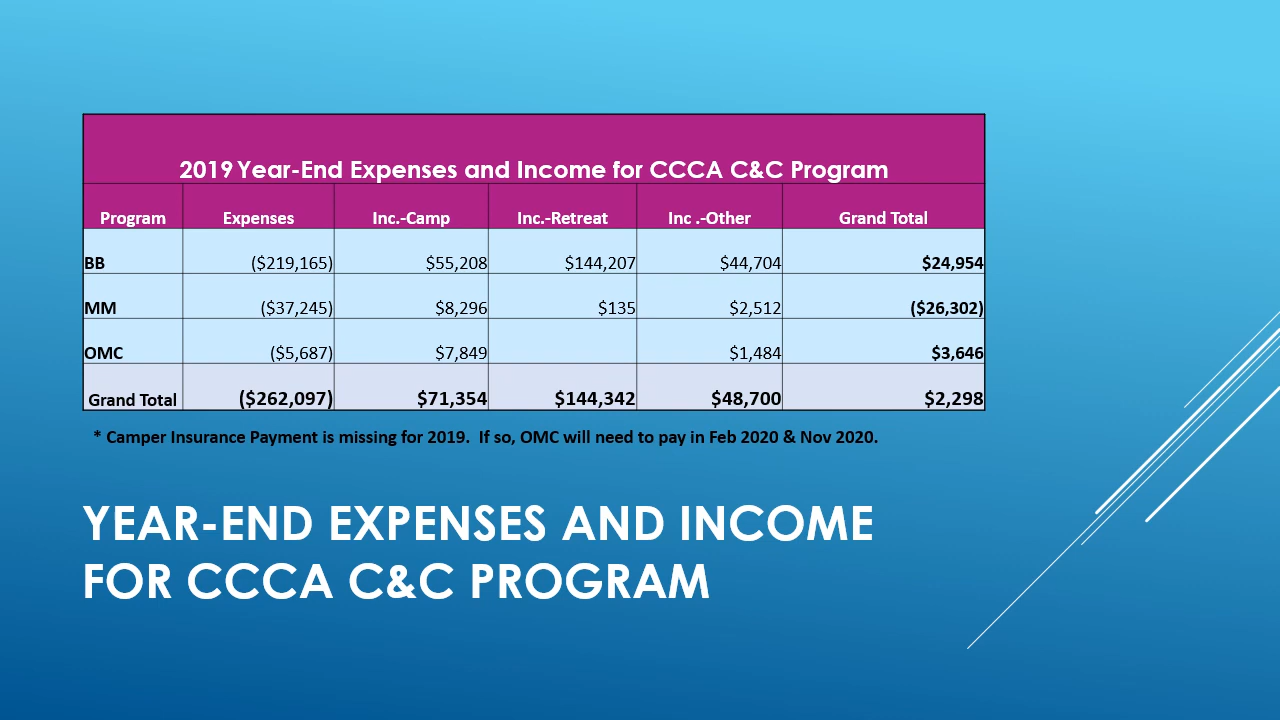 2019 Year-End Expenses and Income for CCCA C&C Program
Program Expenses Inc.-Camp Inc.-Retreat Inc .-Other Grand Total
BB ($219,165) $55,208 $144,207 $44,704 $24,954
MM ($37,245) $8,296 $135 $2,512 ($26,302)
OMC ($5,687) $7,849 $1,484 $3,646
Grand Total ($262,097) $71,354 $144,342 $48,700 $2,298
* Camper Insurance Payment is missing for 2019. If so, OMC will need to pay in Feb 2020 & Nov 2020.
YEAR-END EXPENSES AND INCOME
FOR CCCA C&C PROGRAM